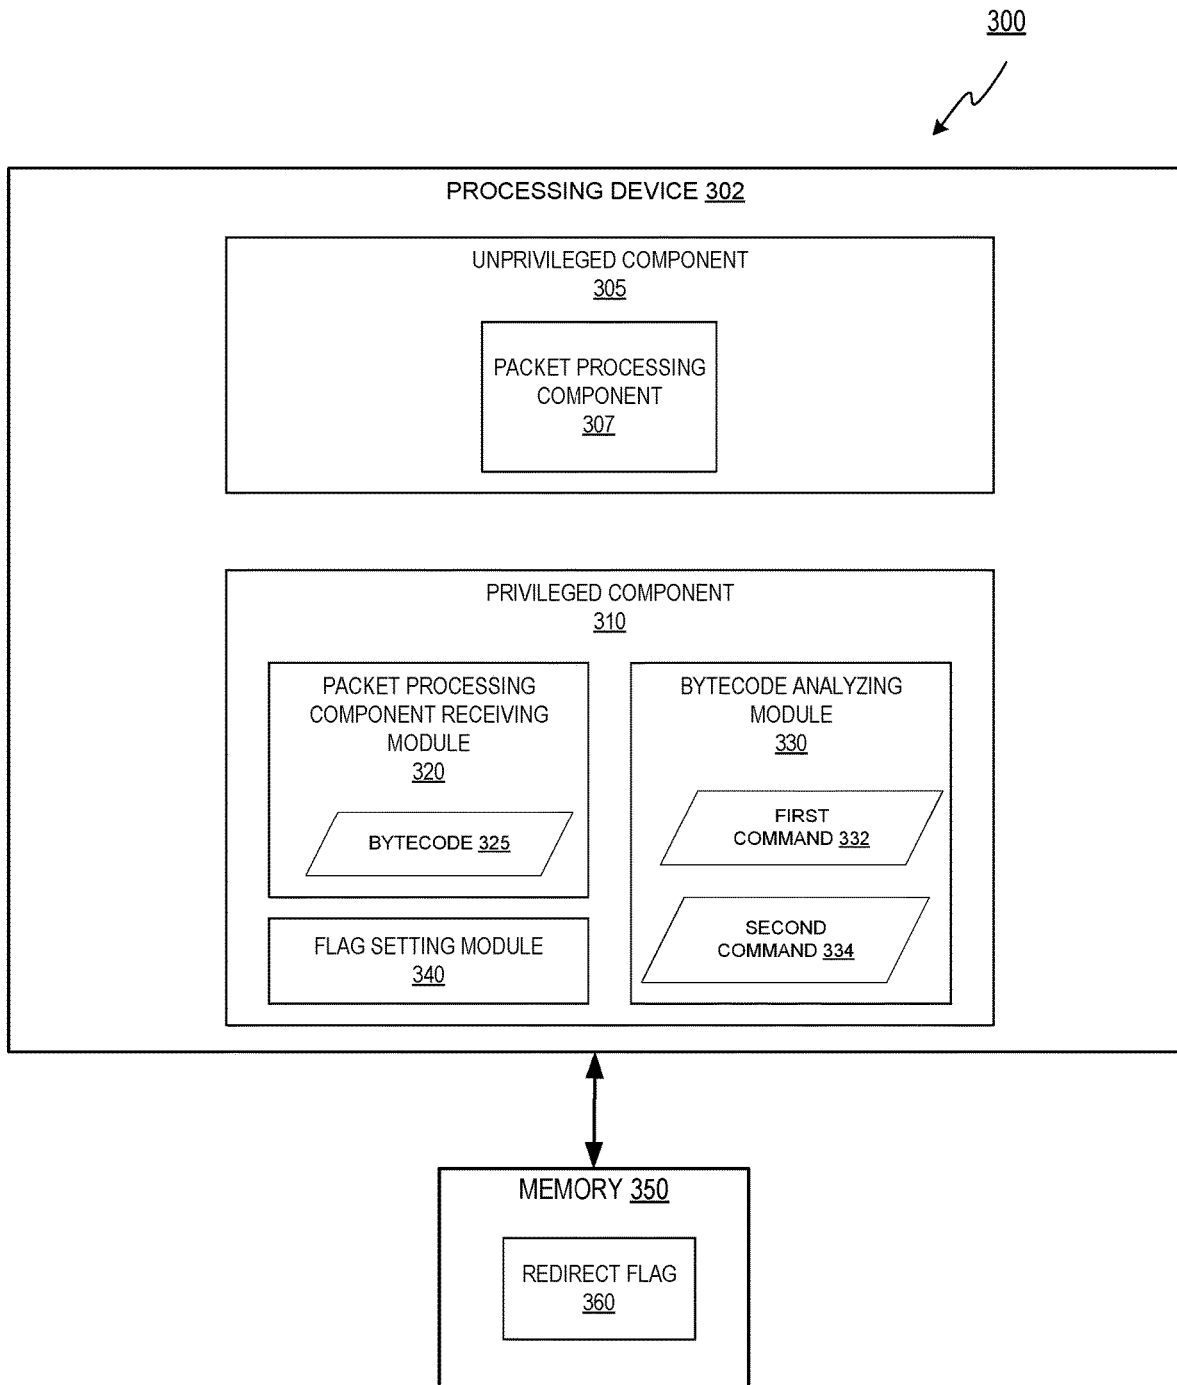 300
PROCESSING DEVICE 302
UNPRIVILEGED COMPONENT
305
PACKET PROCESSING
COMPONENT
307
PRIVILEGED COMPONENT
310
PACKET PROCESSING
COMPONENT RECEIVING
MODULE
320
BYTECODE 325
FLAG SETTING MODULE
340
BYTECODE ANALYZING
MODULE
330
FIRST
COMMAND 332
SECOND
COMMAND 334
MEMORY 350
REDIRECT FLAG
360